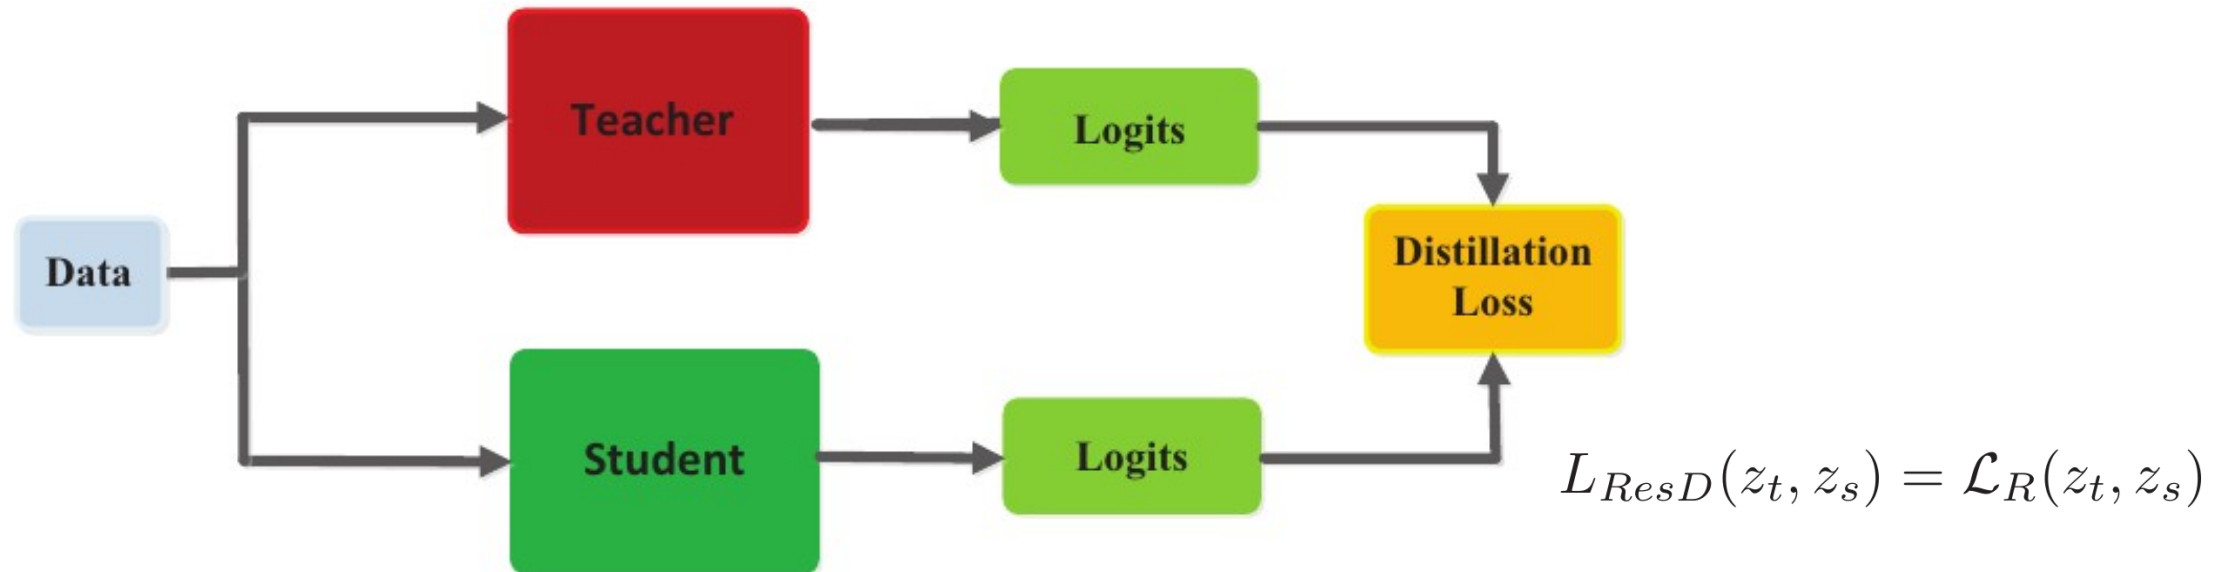 Teacher
Logits
Data
Distillation
Loss
Student
Logits
L_{ResD}(z_t, z_s) = \mathcal{L}_R(z_t, z_s)